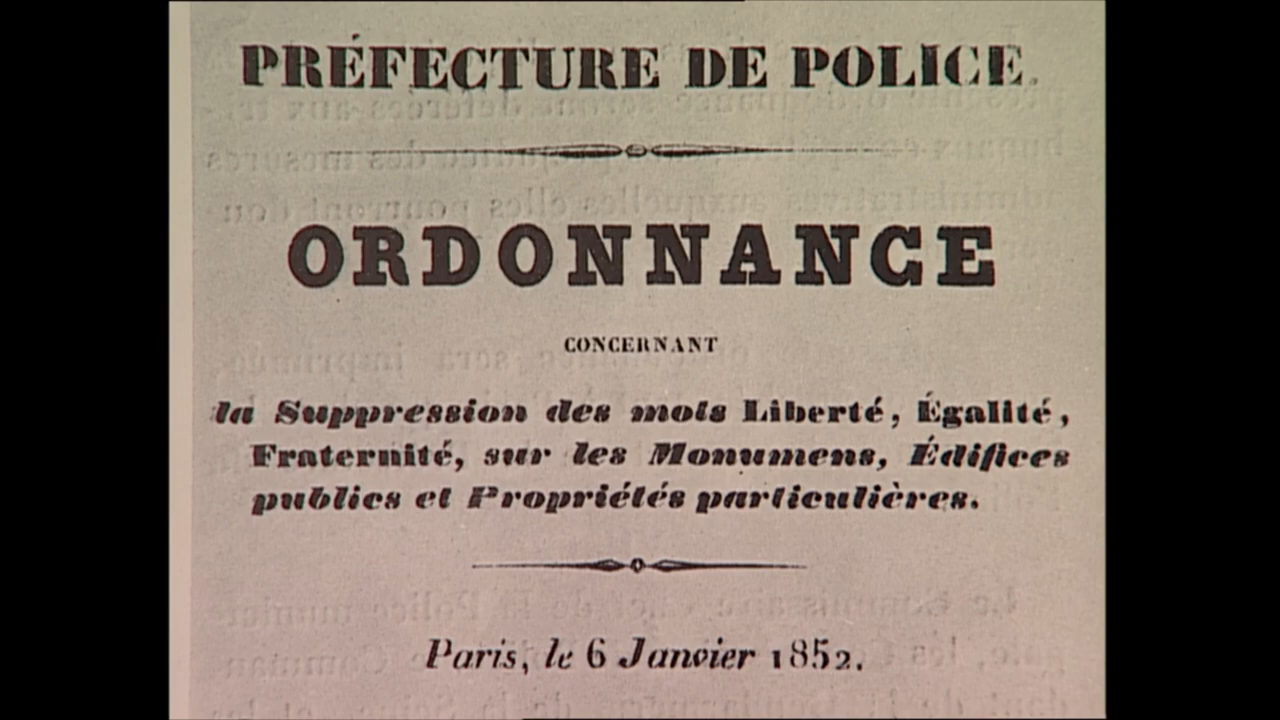 PRÉFECTURE DE POLICE.
ORDONNANCE
CONCERNANT
la Suppression des mots Liberté, Égalité,
Fraternité, sur les Monumens, Édifices
publics et Propriétés particulières.
Paris, le 6 Janvier 1852.